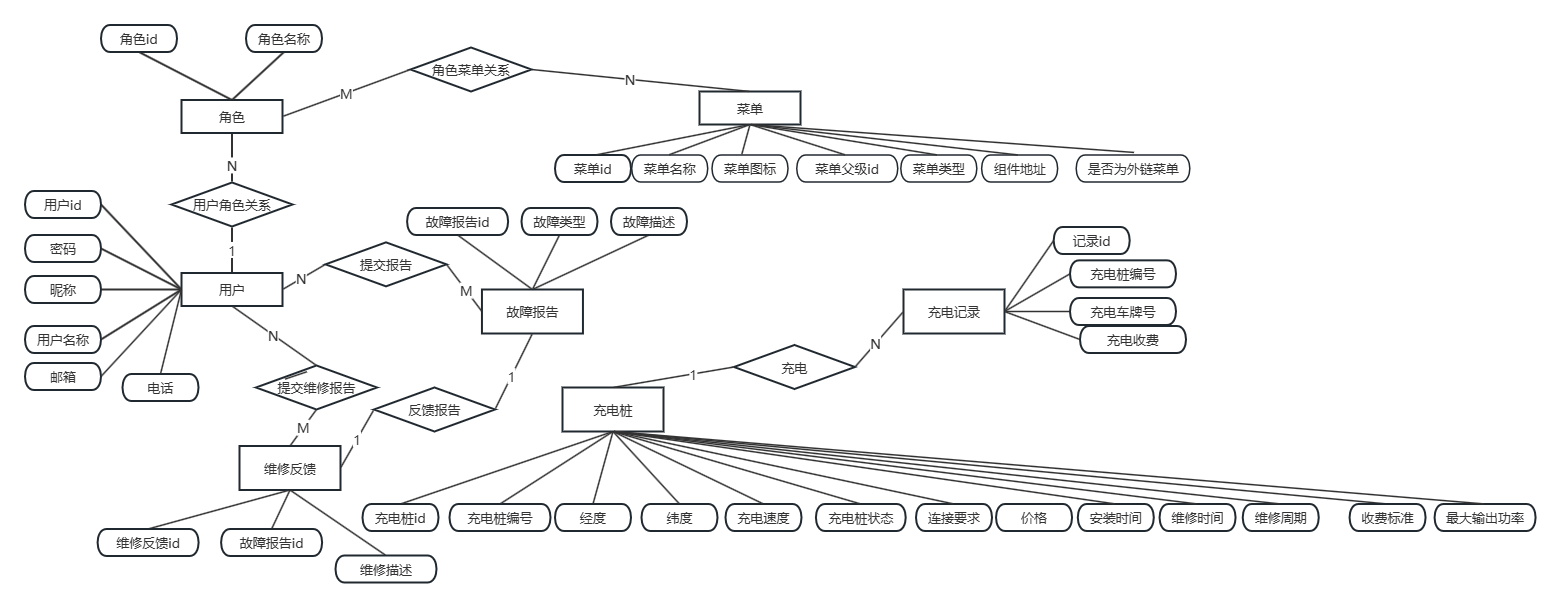 角色id
角色名称
角色菜单关系
M
N
角色
菜单
菜单id
菜单名称
菜单图标
菜单父级id
菜单类型
组件地址
是否为外链菜单
N
用户角色关系
1
用户id
密码
昵称
用户名称
邮箱
电话
用户
N
提交报告
M
故障报告id
故障类型
故障描述
故障报告
N
提交维修报告
M
1
反馈报告
1
维修反馈
维修反馈id
故障报告id
维修描述
记录id
充电桩编号
充电车牌号
充电收费
充电记录
N
充电
1
充电桩
充电桩id
充电桩编号
经度
纬度
充电速度
充电桩状态
连接要求
价格
安装时间
维修时间
维修周期
收费标准
最大输出功率